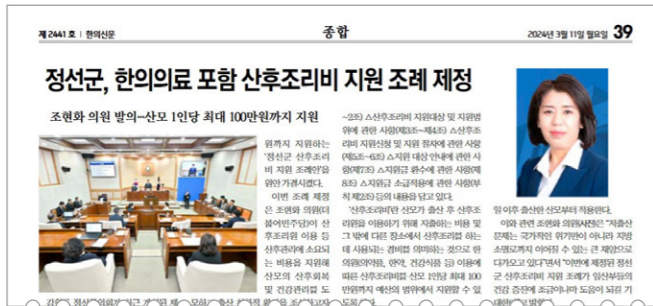 제 2441 호 | 한의신문
종합
2024년 3월 11일 월요일 39
정선군, 한의의료 포함 산후조리비 지원 조례 제정
조현화 의원 발의…산모 1인당 최대 100만원까지 지원
원까지 지원하는
‘정선군 산후조리
비 지원 조례안’을
원안 가결시켰다.
이번 조례 제정
은 조현화 의원(더
불어민주당)이 산
후조리원 이용 등
산후관리에 소요되
는 비용을 지원해
산모의 산후회복
및 건강관리를 도
~2조) △산후조리비 지원대상 및 지원범
위에 관한 사항(제3조~제4조) △산후조
리비 지원신청 및 지원 절차에 관한 사항
(제5조~6조) △지원 대상 안내에 관한 사
항(제7조) △지원금 환수에 관한 사항(제
8조) △지원금 소급적용에 관한 사항(부
칙 제2조) 등의 내용을 담고 있다.
‘산후조리비’란 산모가 출산 후 산후조
리원을 이용하기 위해 지출하는 비용 및
그 밖에 다른 장소에서 산후조리를 하는
데 사용되는 경비를 의미하는 것으로 한
의원(의약품, 한약, 건강식품 등) 이용에
따른 산후조리비를 산모 1인당 최대 100
만원까지 예산의 범위에서 지원할 수 있
일 이후 출산한 산모부터 적용한다.
이와 관련 조현화 의원(사진)은 “저출산
문제는 국가적인 위기만이 아니라 지방
소멸로까지 이어질 수 있는 큰 재앙으로
다가오고 있다”면서 “이번에 제정된 정선
군 산후조리비 지원 조례가 임산부들의
건강 증진에 조금이나마 도움이 되길 기